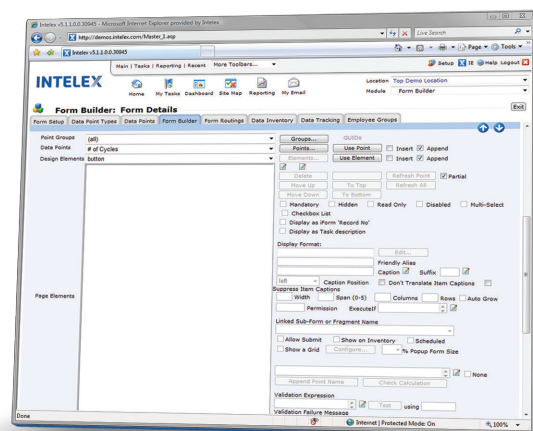 Intelex v5.1.1.0.0.30945 - Microsoft Internet Explorer provided by Intelex
http://demos.intelex.com/Master_1.asp
Live Search
Intelex v5.1.1.0.0.30945
Page Tools
Main | Tasks | Reporting | Recent More Toolbars...
Setup IE Help Logout
INTELEX
Home My Tasks Dashboard Site Map Reporting My Email
Location Top Demo Location
Module Form Builder
Form Builder: Form Details
Exit
Form Setup Data Point Types Data Points Form Builder Form Routings Data Inventory Data Tracking Employee Groups
Point Groups (all) Groups... GUIDs
Data Points # of Cycles Points... Use Point Insert Append
Design Elements button Elements... Use Element Insert Append
Delete Refresh Point Partial
Move Up To Top Refresh All
Move Down To Bottom
Mandatory Hidden Read Only Disabled Multi-Select
Checkbox List
Display as iForm 'Record No'
Display as Task description
Display Format:
Edit...
Friendly Alias
Caption Suffix
left Caption Position Don't Translate Item Captions
Suppress Item Captions
Width Span (0-5) Columns Rows Auto Grow
Page Elements
Permission ExecuteIf
Linked Sub-Form or Fragment Name
Allow Submit Show on Inventory Scheduled
Show a Grid Configure... % Popup Form Size
None
Append Point Name Check Calculation
Validation Expression
Test using
Validation Failure Message
Done
Internet | Protected Mode: On
100%